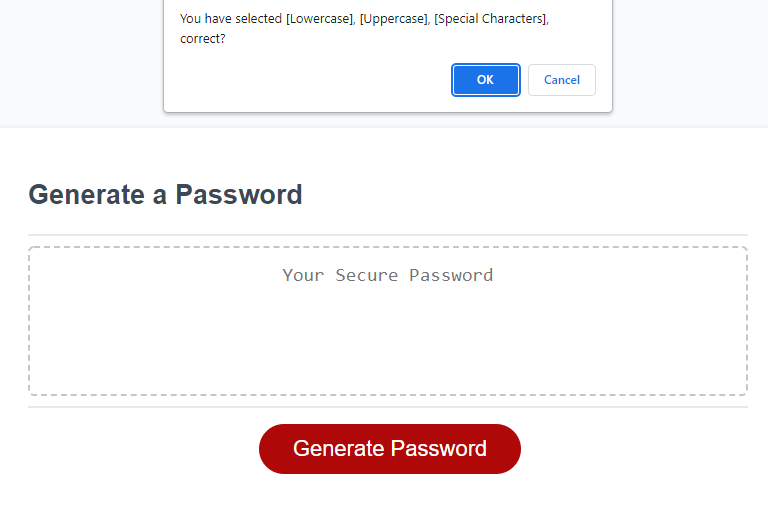 You have selected [Lowercase], [Uppercase], [Special Characters],
correct?
OK Cancel
Generate a Password
Your Secure Password
Generate Password